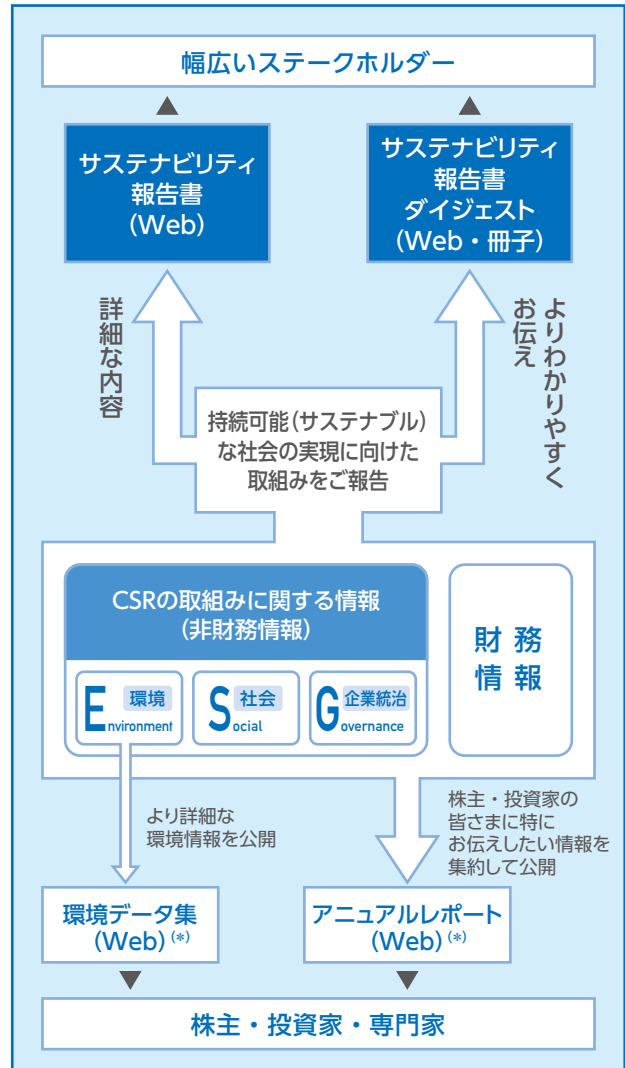 幅広いステークホルダー
サステナビリティ
報告書
(Web)
サステナビリティ
報告書
ダイジェスト
(Web・冊子)
詳細な内容
よりわかりやすく
お伝え
持続可能(サステナブル)
な社会の実現に向けた
取組みをご報告
CSRの取組みに関する情報
(非財務情報)
環境
Environment
社会
Social
企業統治
Governance
財務
情報
より詳細な
環境情報を公開
株主・投資家の
皆さまに特に
お伝えしたい情報を
集約して公開
環境データ集
(Web)(*)
アニュアルレポート
(Web)(*)
株主・投資家・専門家